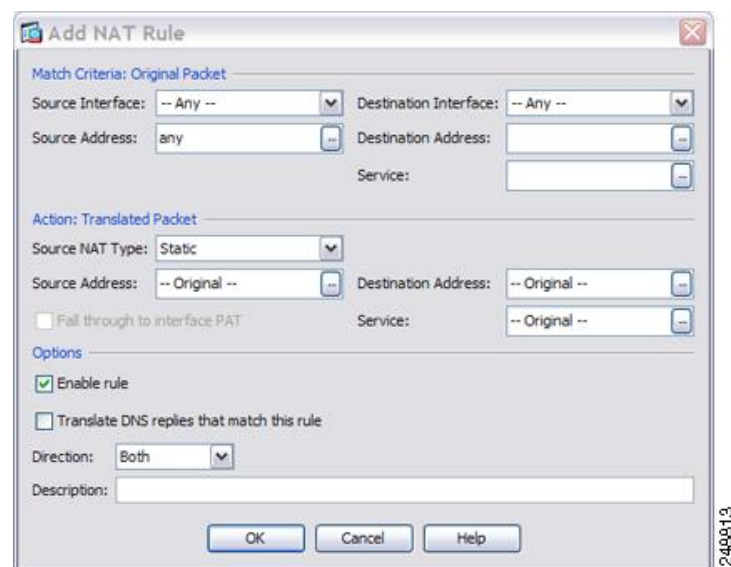 Add NAT Rule
Match Criteria: Original Packet
Source Interface: -- Any -- Destination Interface: -- Any --
Source Address: any Destination Address:
Service:
Action: Translated Packet
Source NAT Type: Static
Source Address: -- Original -- Destination Address: -- Original --
Fall through to interface PAT Service: -- Original --
Options
Enable rule
Translate DNS replies that match this rule
Direction: Both
Description:
OK Cancel Help
248813